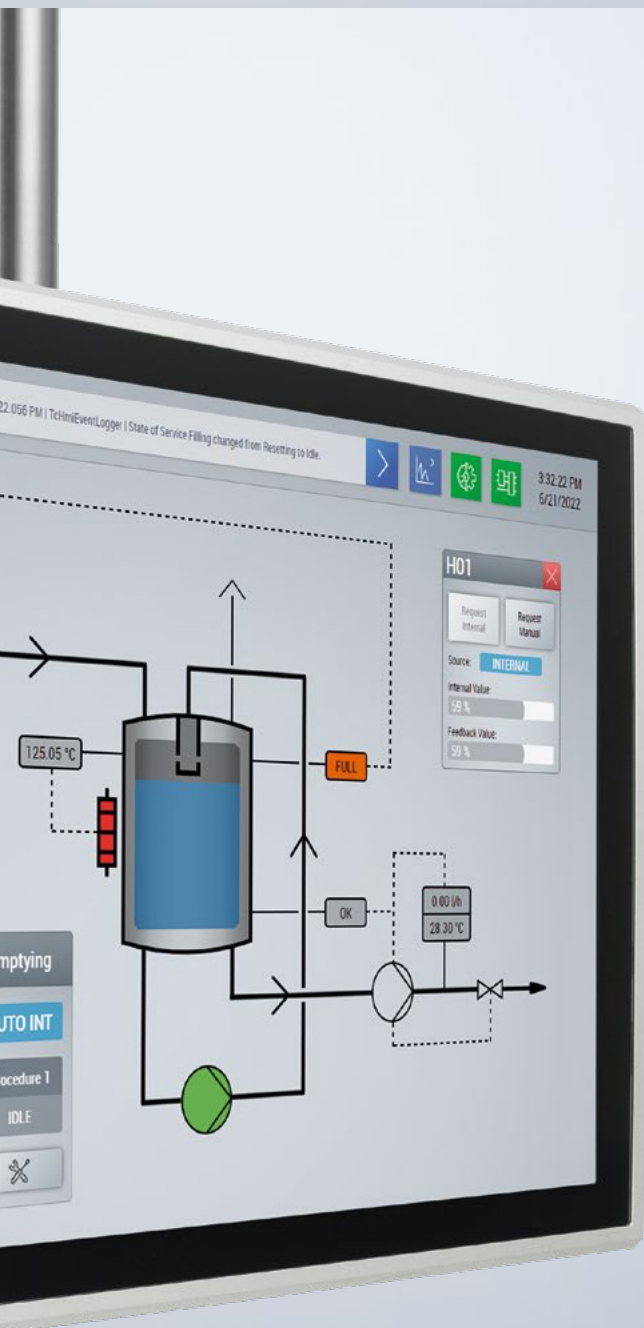 22.056 PM | TcHmiEventLogger | State of Service Filling changed from Resetting to Idle.
3:32:22 PM
6/21/2022
H01
Request
Internal
Request
Manual
Source: INTERNAL
Internal Value:
59 %
Feedback Value:
59 %
125.05 °C
FULL
OK
0.00 l/h
28.30 °C
mptying
UTO INT
rocedure 1
IDLE